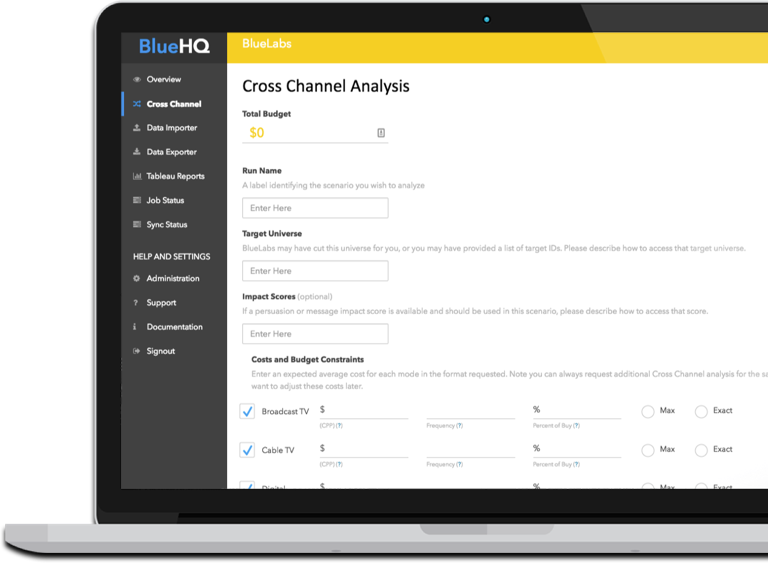 BlueHQ
BlueLabs
Overview
Cross Channel
Data Importer
Data Exporter
Tableau Reports
Job Status
Sync Status
HELP AND SETTINGS
Administration
? Support
i Documentation
Signout
Cross Channel Analysis
Total Budget
$0
Run Name
A label identifying the scenario you wish to analyze
Enter Here
Target Universe
BlueLabs may have cut this universe for you, or you may have provided a list of target IDs. Please describe how to access that target universe.
Enter Here
Impact Scores (optional)
If a persuasion or message impact score is available and should be used in this scenario, please describe how to access that score.
Enter Here
Costs and Budget Constraints
Enter an expected average cost for each mode in the format requested. Note you can always request additional Cross Channel analysis for the
want to adjust these costs later.
Broadcast TV $ % Max Exact
(CPP) (?) Frequency (?) Percent of Buy (?)
Cable TV $ % Max Exact
(CPP) (?) Frequency (?) Percent of Buy (?)
Digital $ % Max Exact